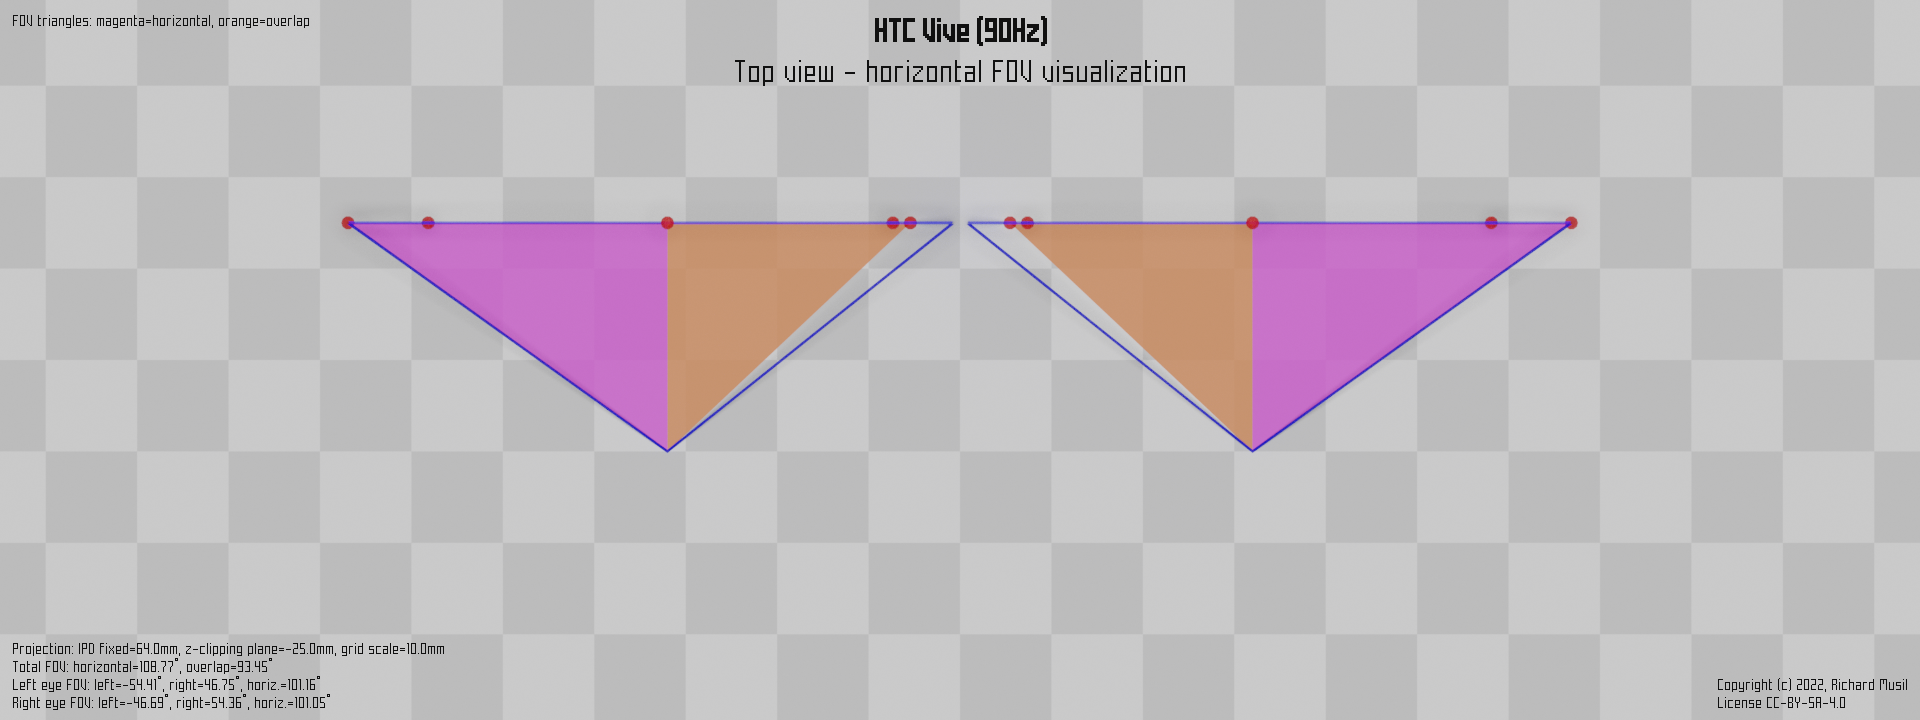 FOV triangles: magenta=horizontal, orange=overlap
HTC Vive (90Hz)
Top view - horizontal FOV visualization
Projection: IPD fixed=64.0mm, z-clipping plane=-25.0mm, grid scale=10.0mm
Total FOV: horizontal=108.77°, overlap=93.45°
Left eye FOV: left=-54.41°, right=46.75°, horiz.=101.16°
Right eye FOV: left=-46.69°, right=54.36°, horiz.=101.05°
Copyright (c) 2022, Richard Musil
License CC-BY-SA-4.0